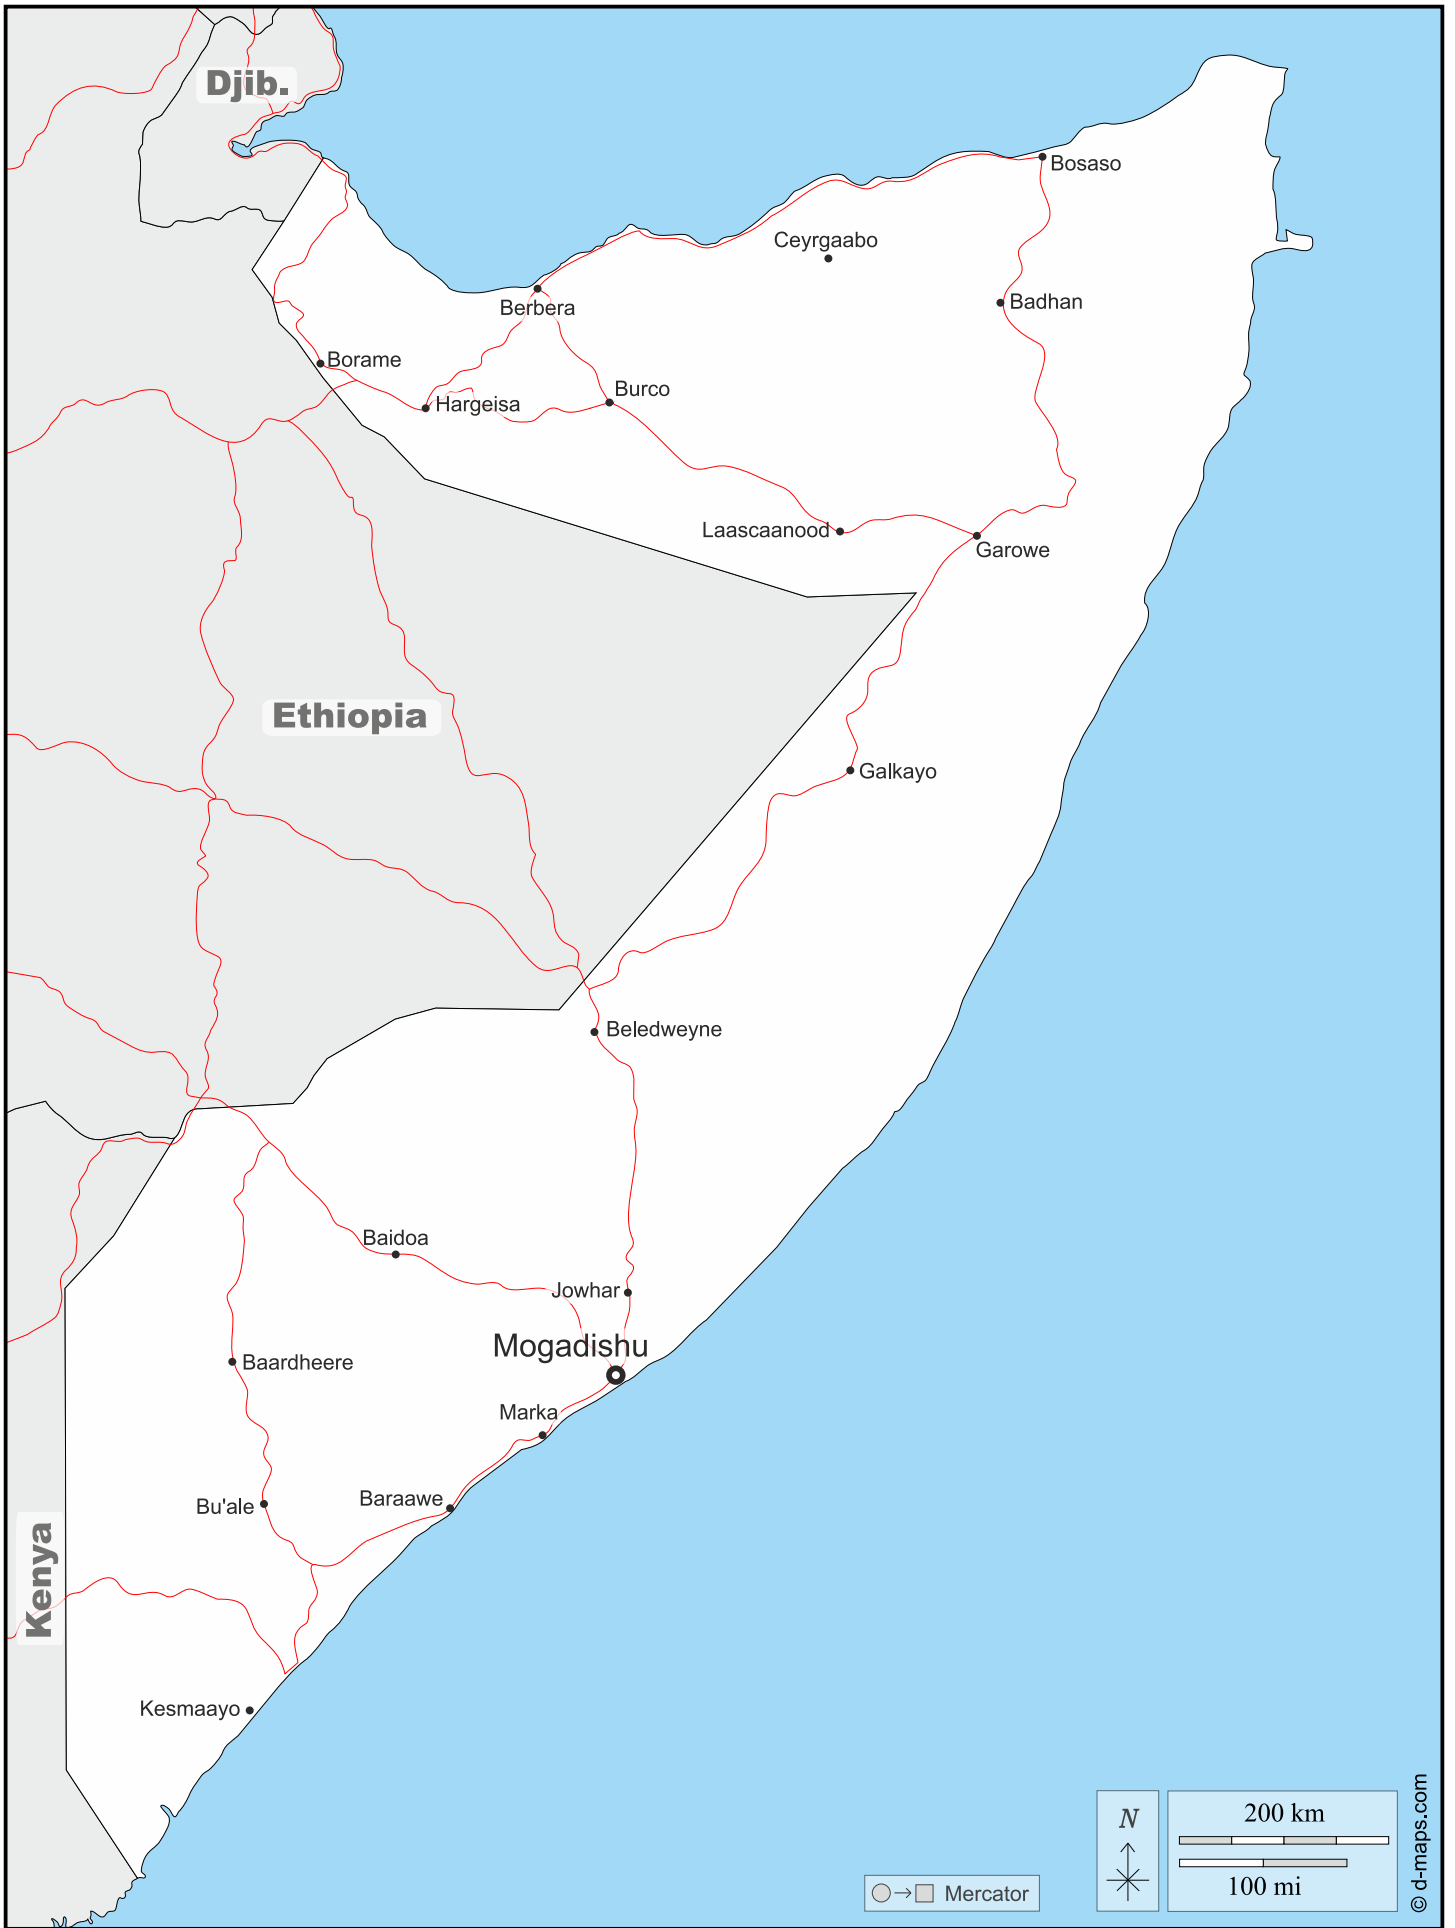 Djib.
Bosaso
Ceyrgaabo
Badhan
Berbera
Borame
Burco
Hargeisa
Laascaanood
Garowe
Ethiopia
Galkayo
Beledweyne
Baidoa
Jowhar
Mogadishu
Baardheere
Marka
Baraawe
Bu'ale
Kenya
Kesmaayo
N
200 km
100 mi
Mercator
© d-maps.com